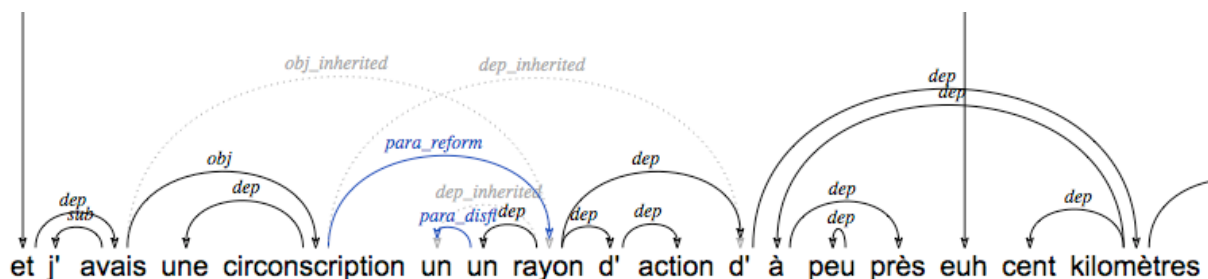 obj_inherited dep_inherited dep
dep
para_reform
obj dep
dep dep_inherited dep
dep sub para_disfl dep dep dep dep dep
et j' avais une circonscription un un rayon d' action d' à peu près euh cent kilomètres